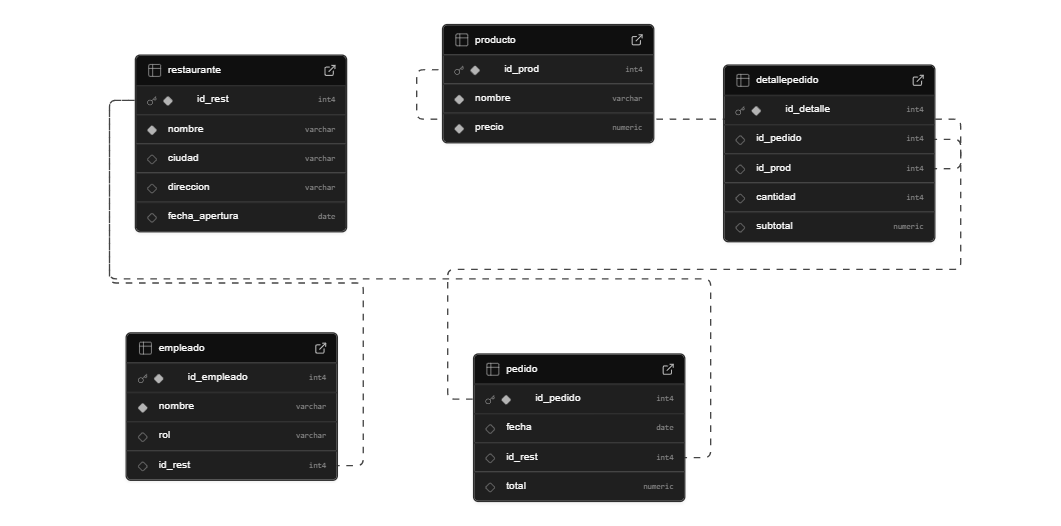 restaurante
id_rest int4
nombre varchar
ciudad varchar
direccion varchar
fecha_apertura date
producto
id_prod int4
nombre varchar
precio numeric
detallepedido
id_detalle int4
id_pedido int4
id_prod int4
cantidad int4
subtotal numeric
empleado
id_empleado int4
nombre varchar
rol varchar
id_rest int4
pedido
id_pedido int4
fecha date
id_rest int4
total numeric